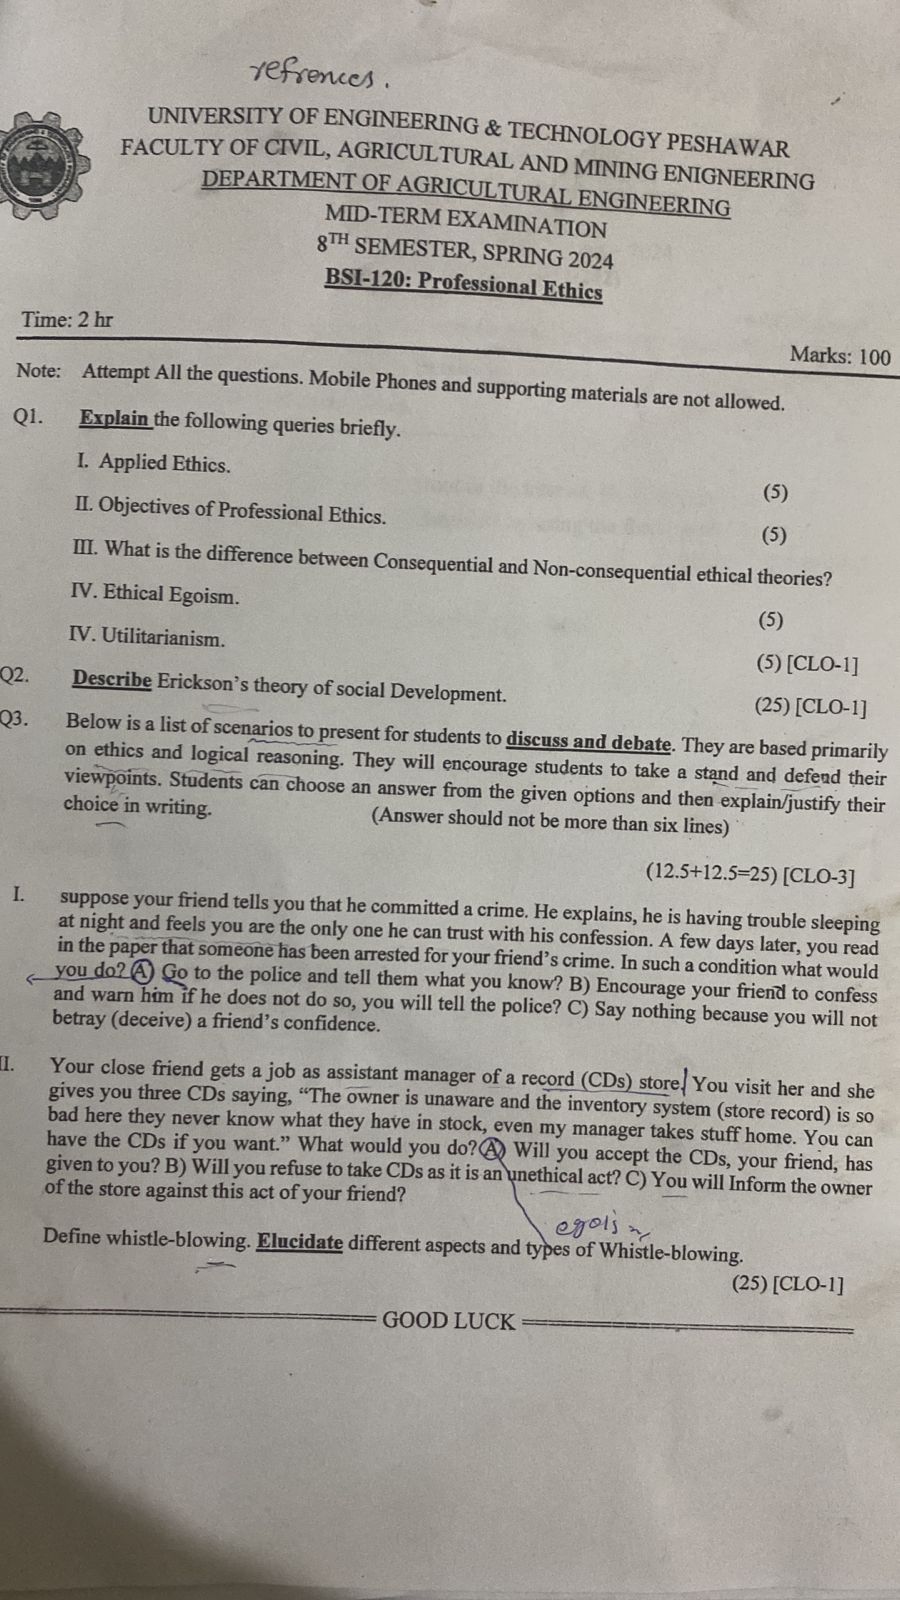 refrences.
UNIVERSITY OF ENGINEERING & TECHNOLOGY PESHAWAR
FACULTY OF CIVIL, AGRICULTURAL AND MINING ENIGNEERING
DEPARTMENT OF AGRICULTURAL ENGINEERING
MID-TERM EXAMINATION
8TH SEMESTER, SPRING 2024
BSI-120: Professional Ethics
Time: 2 hr
Marks: 100
Note: Attempt All the questions. Mobile Phones and supporting materials are not allowed.
Q1. Explain the following queries briefly.
I. Applied Ethics.
(5)
II. Objectives of Professional Ethics.
(5)
III. What is the difference between Consequential and Non-consequential ethical theories?
(5)
IV. Ethical Egoism.
(5) [CLO-1]
IV. Utilitarianism.
Q2. Describe Erickson's theory of social Development.
(25) [CLO-1]
Q3. Below is a list of scenarios to present for students to discuss and debate. They are based primarily
on ethics and logical reasoning. They will encourage students to take a stand and defend their
viewpoints. Students can choose an answer from the given options and then explain/justify their
choice in writing. (Answer should not be more than six lines)
(12.5+12.5=25) [CLO-3]
I. suppose your friend tells you that he committed a crime. He explains, he is having trouble sleeping
at night and feels you are the only one he can trust with his confession. A few days later, you read
in the paper that someone has been arrested for your friend's crime. In such a condition what would
you do? A) Go to the police and tell them what you know? B) Encourage your friend to confess
and warn him if he does not do so, you will tell the police? C) Say nothing because you will not
betray (deceive) a friend's confidence.
II. Your close friend gets a job as assistant manager of a record (CDs) store. You visit her and she
gives you three CDs saying, "The owner is unaware and the inventory system (store record) is so
bad here they never know what they have in stock, even my manager takes stuff home. You can
have the CDs if you want." What would you do? A) Will you accept the CDs, your friend, has
given to you? B) Will you refuse to take CDs as it is an unethical act? C) You will Inform the owner
of the store against this act of your friend?
egoism
Define whistle-blowing. Elucidate different aspects and types of Whistle-blowing.
(25) [CLO-1]
GOOD LUCK